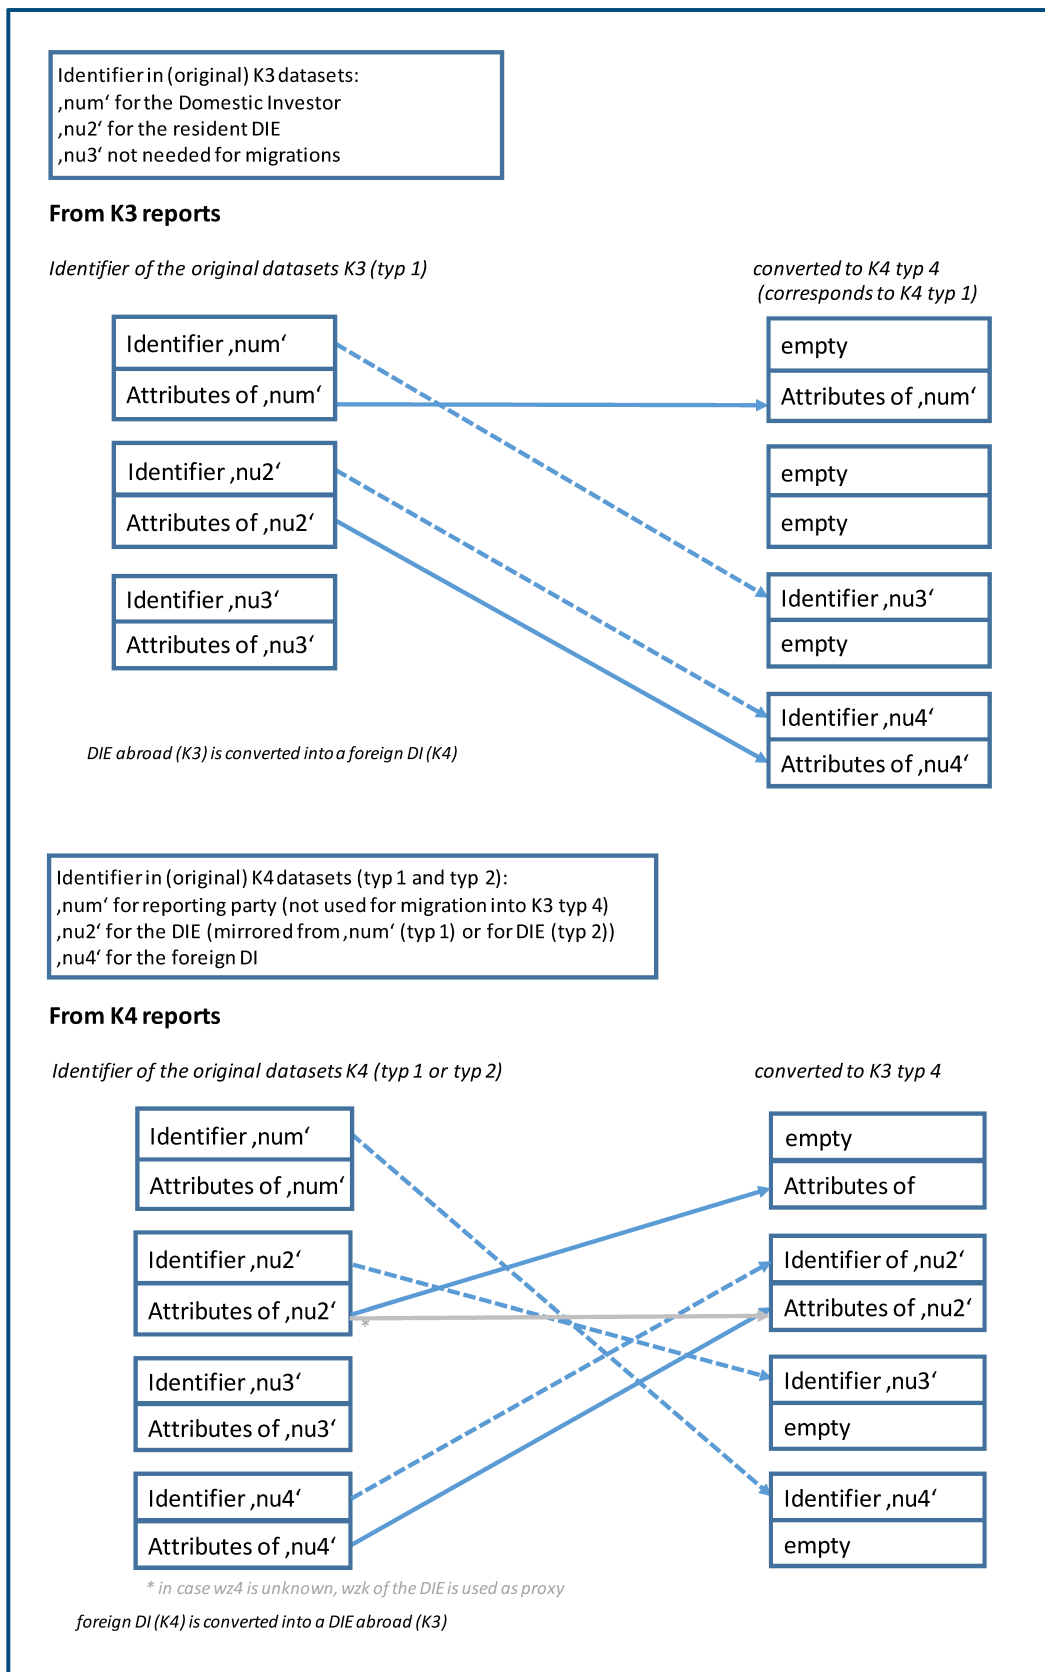 Identifier in (original) K3 datasets:
‚num‘ for the Domestic Investor
‚nu2‘ for the resident DIE
‚nu3‘ not needed for migrations
From K3 reports
Identifier of the original datasets K3 (typ 1)
converted to K4 typ 4
(corresponds to K4 typ 1)
Identifier ‚num‘
Attributes of ‚num‘
Identifier ‚nu2‘
Attributes of ‚nu2‘
Identifier ‚nu3‘
Attributes of ‚nu3‘
empty
Attributes of ‚num‘
empty
empty
Identifier ‚nu3‘
empty
Identifier ‚nu4‘
Attributes of ‚nu4‘
DIE abroad (K3) is converted into a foreign DI (K4)
Identifier in (original) K4 datasets (typ 1 and typ 2):
‚num‘ for reporting party (not used for migration into K3 typ 4)
‚nu2‘ for the DIE (mirrored from ‚num‘ (typ 1) or for DIE (typ 2))
‚nu4‘ for the foreign DI
From K4 reports
Identifier of the original datasets K4 (typ 1 or typ 2)
converted to K3 typ 4
Identifier ‚num‘
Attributes of ‚num‘
Identifier ‚nu2‘
Attributes of ‚nu2‘
*
Identifier ‚nu3‘
Attributes of ‚nu3‘
Identifier ‚nu4‘
Attributes of ‚nu4‘
empty
Attributes of
Identifier of ‚nu2‘
Attributes of ‚nu2‘
Identifier ‚nu3‘
empty
Identifier ‚nu4‘
empty
* in case wz4 is unknown, wzk of the DIE is used as proxy
foreign DI (K4) is converted into a DIE abroad (K3)